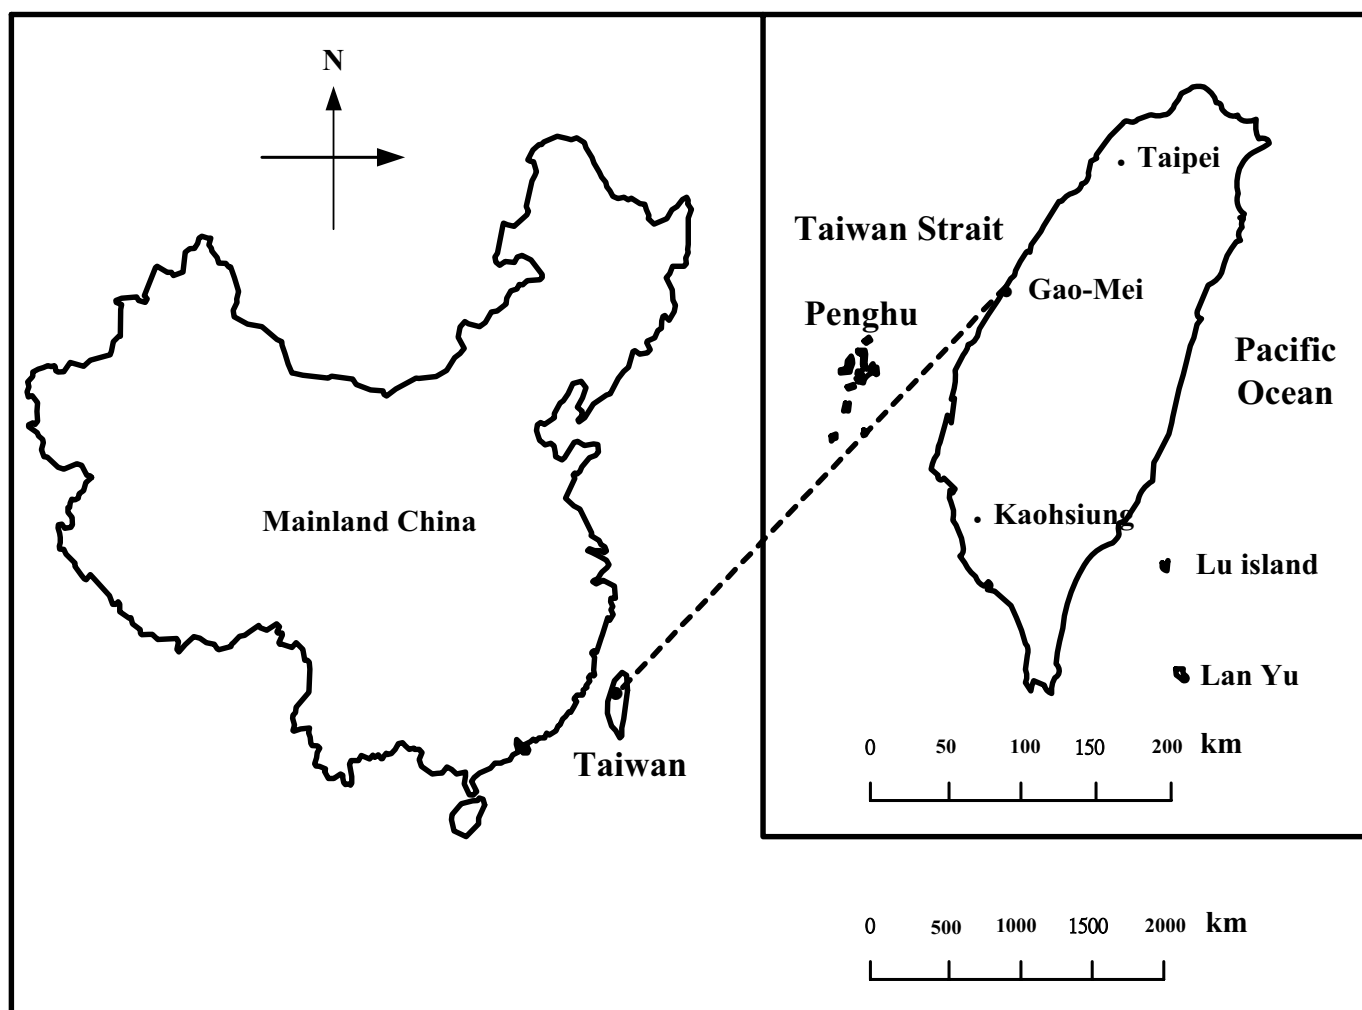 N
Mainland China
Taiwan
Taipei
Taiwan Strait
Gao-Mei
Penghu
Pacific
Ocean
Kaohsiung
Lu island
Lan Yu
0 50 100 150 200 km
0 500 1000 1500 2000 km